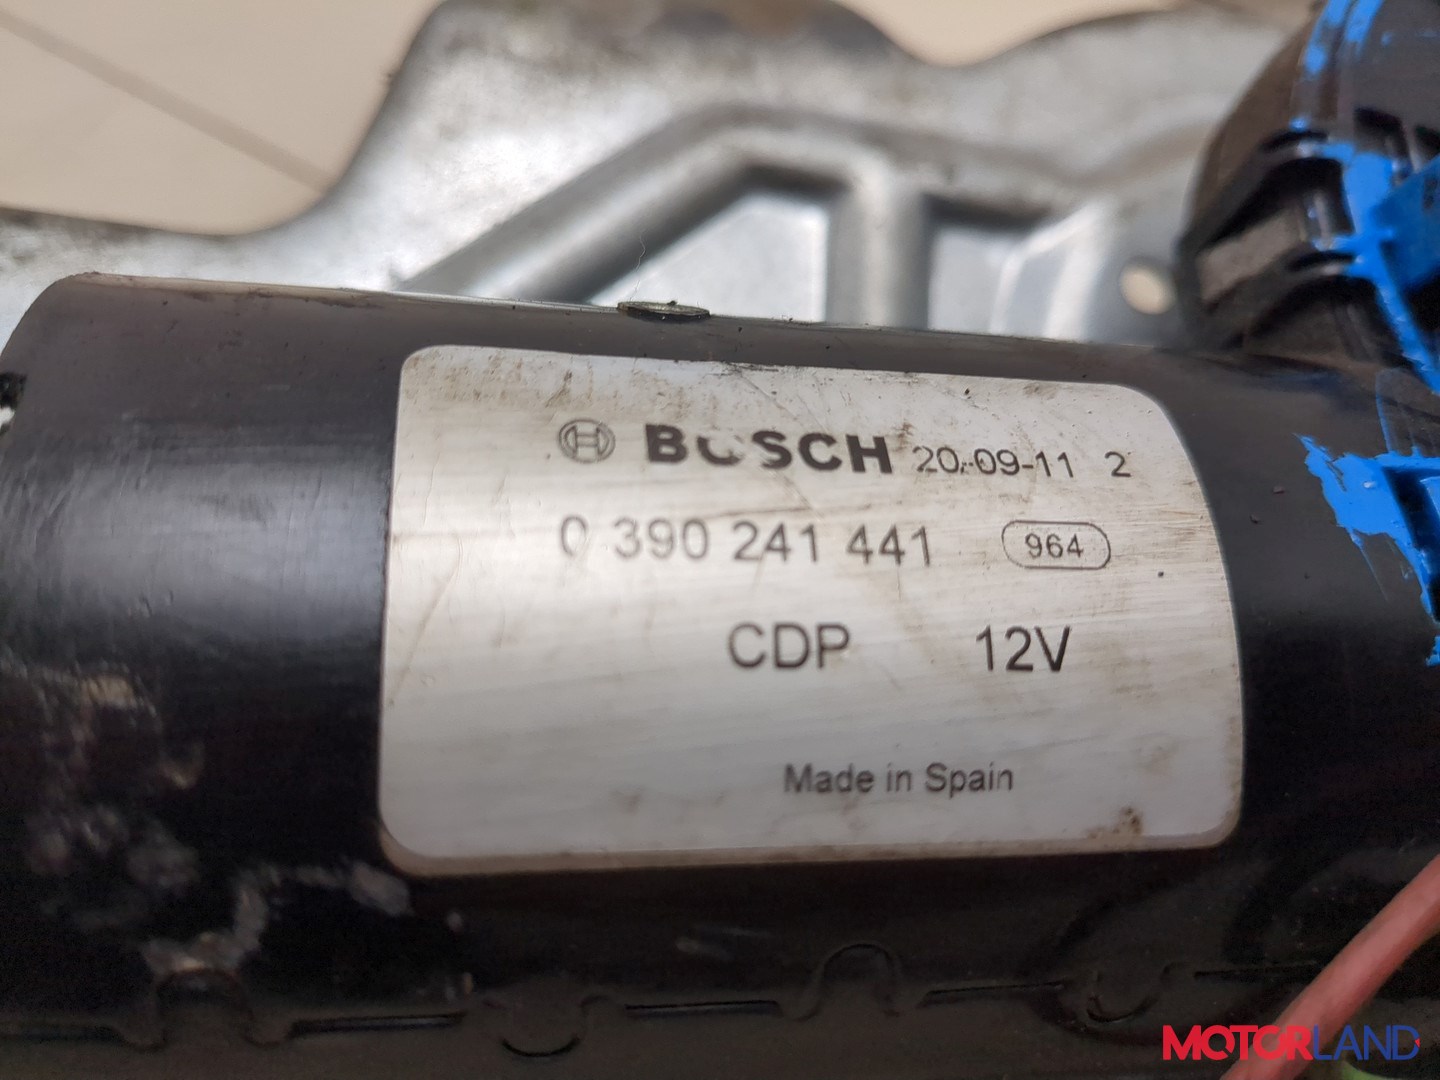 BOSCH 20-09-11 2
0 390 241 441 964
CDP 12V
Made in Spain
MOTORLAND